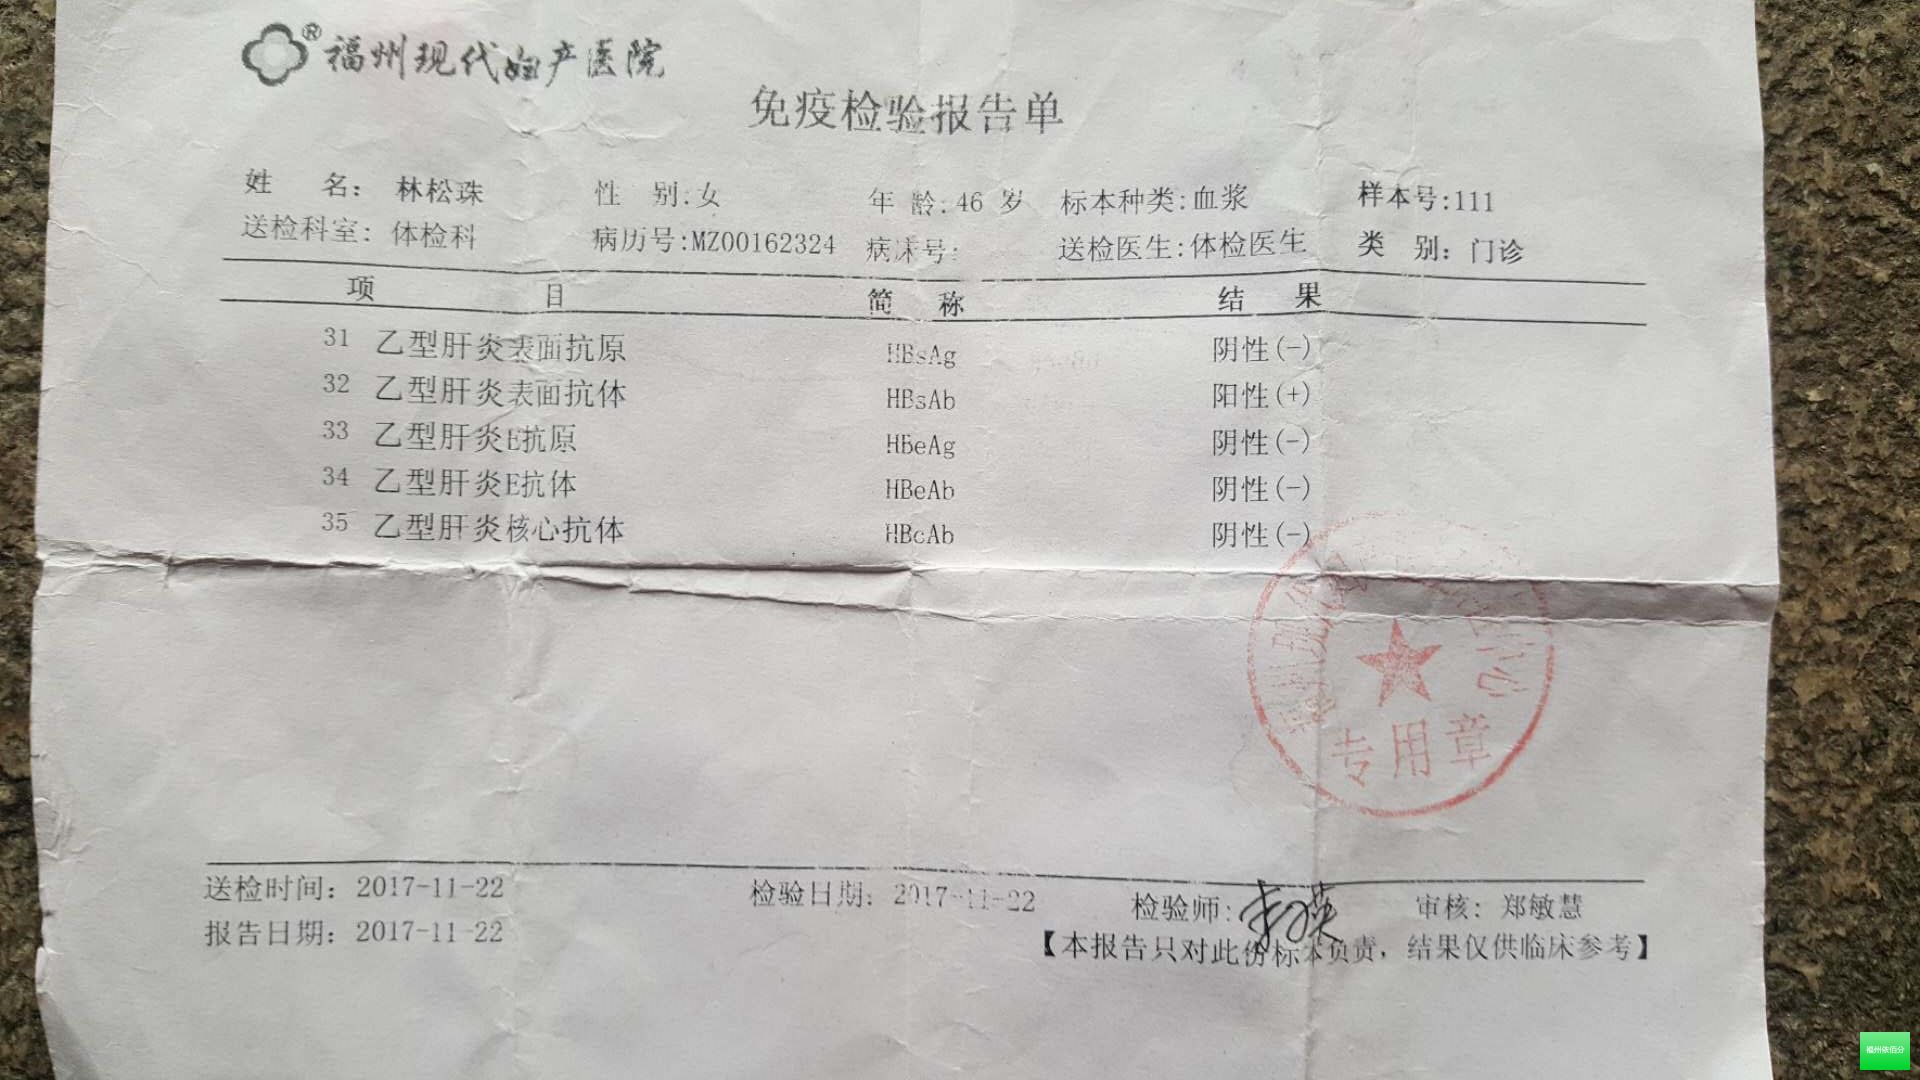 福州现代妇产医院
免疫检验报告单
姓 名: 林松珠 性 别:女 年 龄:46 岁 标本种类:血浆 样本号:111
送检科室: 体检科 病历号:MZ00162324 病床号: 送检医生:体检医生 类 别: 门诊
项 目 简 称 结 果
31 乙型肝炎表面抗原 HBsAg 阴性(-)
32 乙型肝炎表面抗体 HBsAb 阳性(+)
33 乙型肝炎E抗原 HBeAg 阴性(-)
34 乙型肝炎E抗体 HBeAb 阴性(-)
35 乙型肝炎核心抗体 HBcAb 阴性(-)
专用章
送检时间: 2017-11-22 检验日期: 2017-11-22 检验师: 审核: 郑敏慧
报告日期: 2017-11-22
【本报告只对此份标本负责, 结果仅供临床参考】